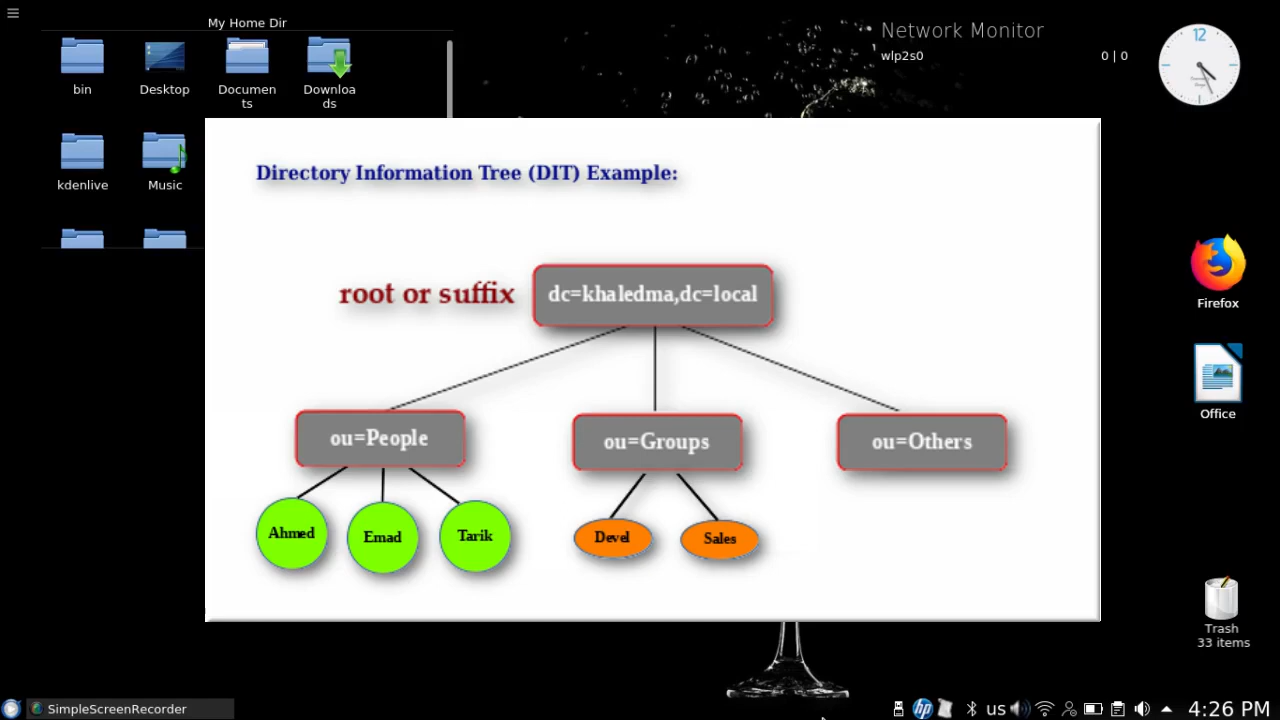 My Home Dir
Network Monitor
wlp2s0
0 | 0
12
bin
Desktop
Documen
ts
Downloa
ds
kdenlive
Music
Directory Information Tree (DIT) Example:
root or suffix
dc=khaledma,dc=local
ou=People
ou=Groups
ou=Others
Ahmed
Emad
Tarik
Devel
Sales
Firefox
Office
Trash
33 items
SimpleScreenRecorder
hp
us
4:26 PM